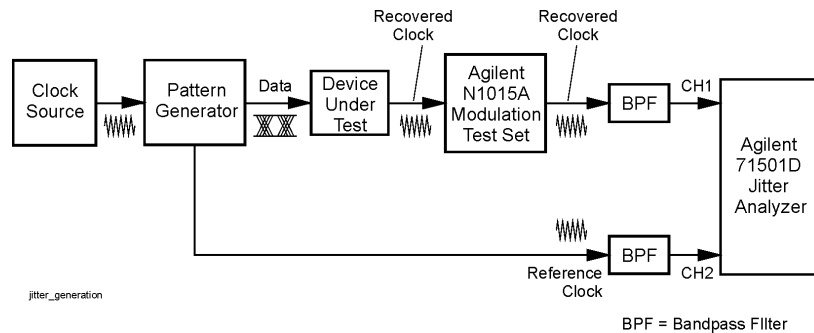 Clock
Source
Pattern
Generator
Data
Device
Under
Test
Recovered
Clock
Agilent
N1015A
Modulation
Test Set
Recovered
Clock
BPF
CH1
Agilent
71501D
Jitter
Analyzer
BPF
CH2
Reference
Clock
jitter_generation
BPF = Bandpass FIlter